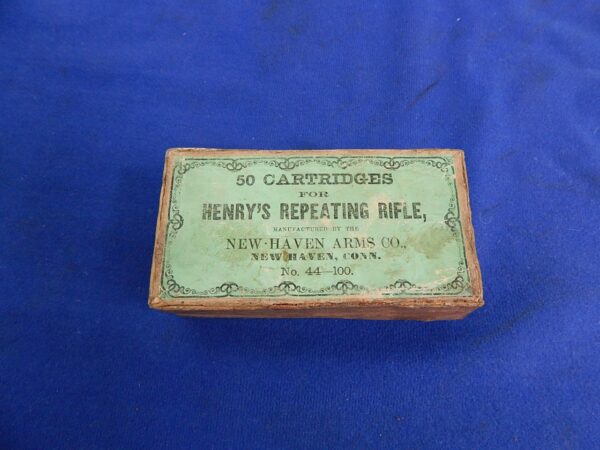 50 CARTRIDGES
FOR
HENRY'S REPEATING RIFLE,
MANUFACTURED BY THE
NEW-HAVEN ARMS CO.,
NEW HAVEN, CONN.
No. 44—100.